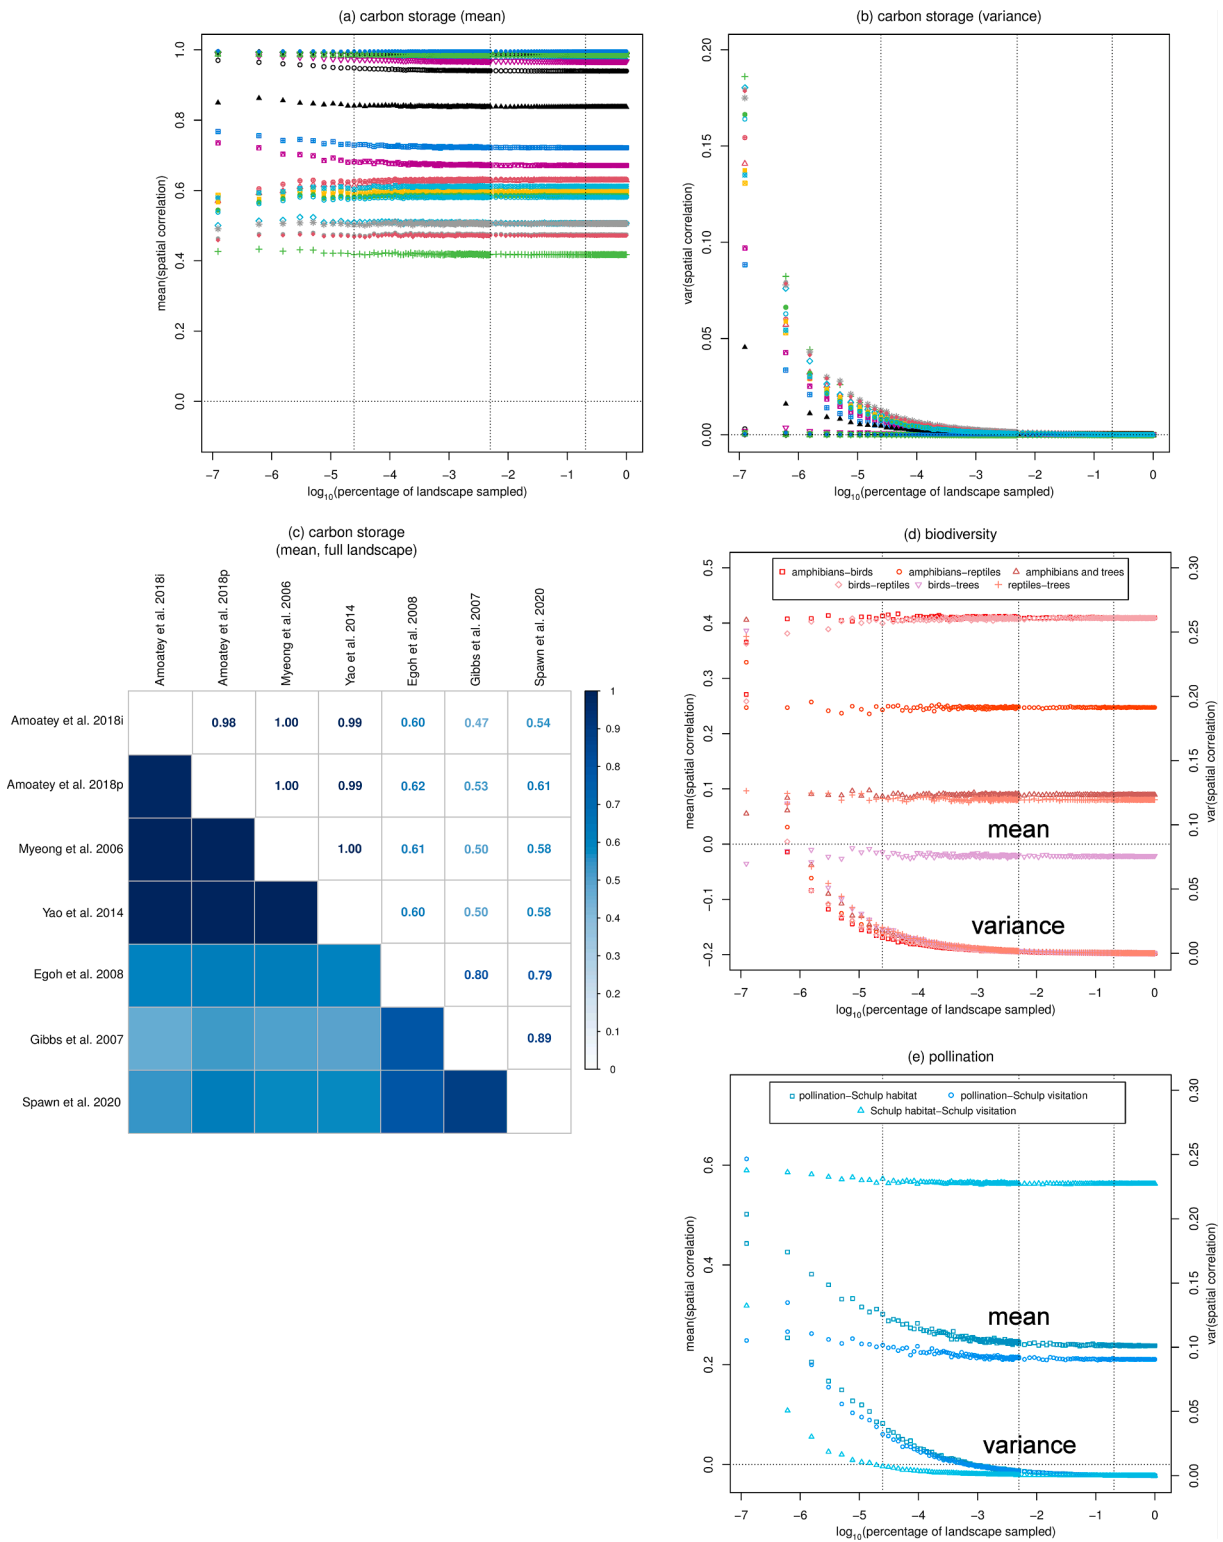 (a) carbon storage (mean)
mean(spatial correlation)
1.0
0.8
0.6
0.4
0.2
0.0
−7 −6 −5 −4 −3 −2 −1 0
log10(percentage of landscape sampled)
(b) carbon storage (variance)
var(spatial correlation)
0.20
0.15
0.10
0.05
0.00
−7 −6 −5 −4 −3 −2 −1 0
log10(percentage of landscape sampled)
(c) carbon storage
(mean, full landscape)
Amoatey et al. 2018i
Amoatey et al. 2018p
Myeong et al. 2006
Yao et al. 2014
Egoh et al. 2008
Gibbs et al. 2007
Spawn et al. 2020
Amoatey et al. 2018i 0.98 1.00 0.99 0.60 0.47 0.54
Amoatey et al. 2018p 1.00 0.99 0.62 0.53 0.61
Myeong et al. 2006 1.00 0.61 0.50 0.58
Yao et al. 2014 0.60 0.50 0.58
Egoh et al. 2008 0.80 0.79
Gibbs et al. 2007 0.89
Spawn et al. 2020
1
0.9
0.8
0.7
0.6
0.5
0.4
0.3
0.2
0.1
0
(d) biodiversity
amphibians−birds amphibians−reptiles amphibians and trees
birds−reptiles birds−trees reptiles−trees
mean(spatial correlation)
0.5
0.4
0.3
0.2
0.1
0.0
−0.1
−0.2
mean
variance
0.30
0.25
0.20
0.15
0.10
0.05
0.00
var(spatial correlation)
−7 −6 −5 −4 −3 −2 −1 0
log10(percentage of landscape sampled)
(e) pollination
pollination−Schulp habitat pollination−Schulp visitation
Schulp habitat−Schulp visitation
mean(spatial correlation)
0.6
0.4
0.2
0.0
mean
variance
0.30
0.25
0.20
0.15
0.10
0.05
0.00
var(spatial correlation)
−7 −6 −5 −4 −3 −2 −1 0
log10(percentage of landscape sampled)